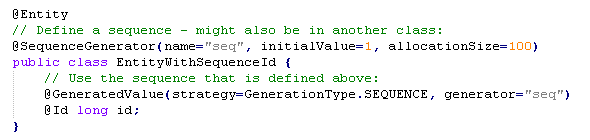 @Entity
// Define a sequence - might also be in another class:
@SequenceGenerator(name="seq", initialValue=1, allocationSize=100)
public class EntityWithSequenceId {
    // Use the sequence that is defined above:
    @GeneratedValue(strategy=GenerationType.SEQUENCE, generator="seq")
    @Id long id;
}